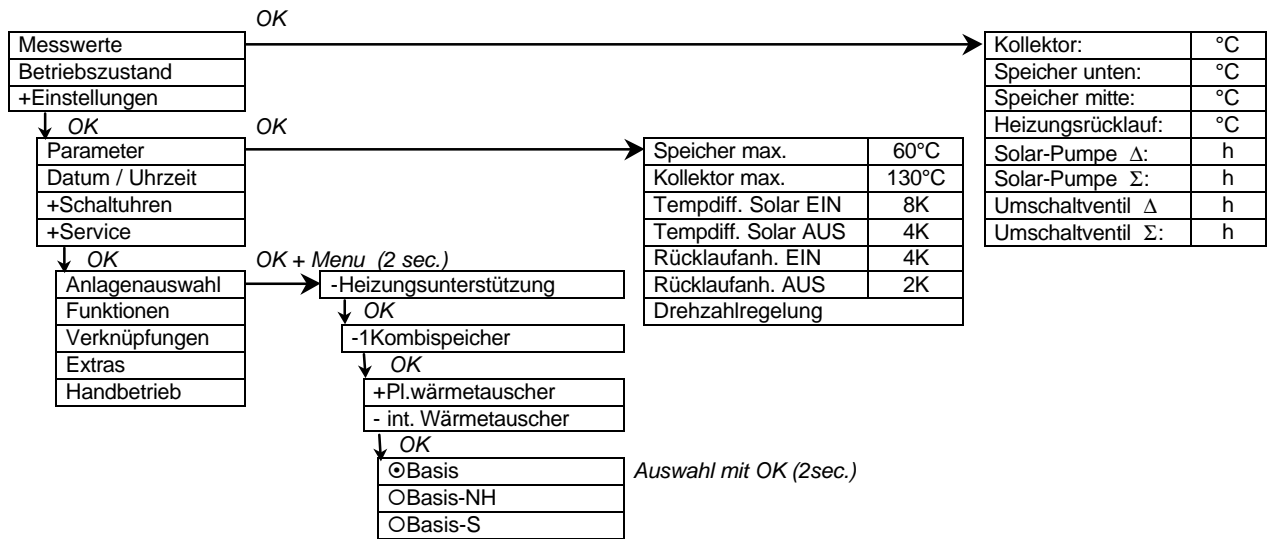 OK
Messwerte
Betriebszustand
+Einstellungen
Kollektor: °C
Speicher unten: °C
Speicher mitte: °C
Heizungsrücklauf: °C
Solar-Pumpe Δ: h
Solar-Pumpe Σ: h
Umschaltventil Δ h
Umschaltventil Σ: h
OK OK
Parameter
Datum / Uhrzeit
+Schaltuhren
+Service
Speicher max. 60°C
Kollektor max. 130°C
Tempdiff. Solar EIN 8K
Tempdiff. Solar AUS 4K
Rücklaufanh. EIN 4K
Rücklaufanh. AUS 2K
Drehzahlregelung
OK OK + Menu (2 sec.)
Anlagenauswahl
Funktionen
Verknüpfungen
Extras
Handbetrieb
-Heizungsunterstützung
OK
-1Kombispeicher
OK
+Pl.wärmetauscher
- int. Wärmetauscher
OK
⊙Basis Auswahl mit OK (2sec.)
○Basis-NH
○Basis-S